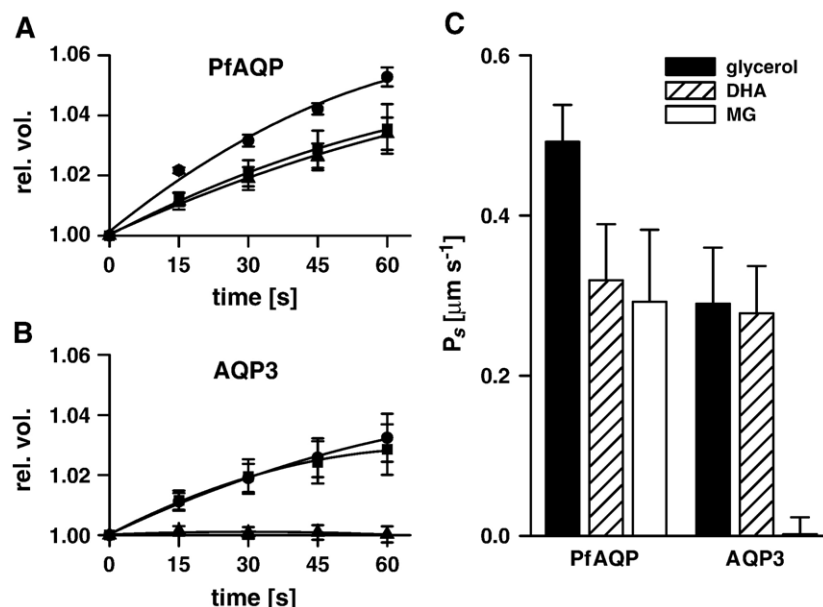 A
PfAQP
1.06
1.04
1.02
1.00
rel. vol.
0 15 30 45 60
time [s]
B
AQP3
1.06
1.04
1.02
1.00
rel. vol.
0 15 30 45 60
time [s]
C
0.6
0.4
0.2
0.0
Ps [μm s-1]
glycerol
DHA
MG
PfAQP AQP3